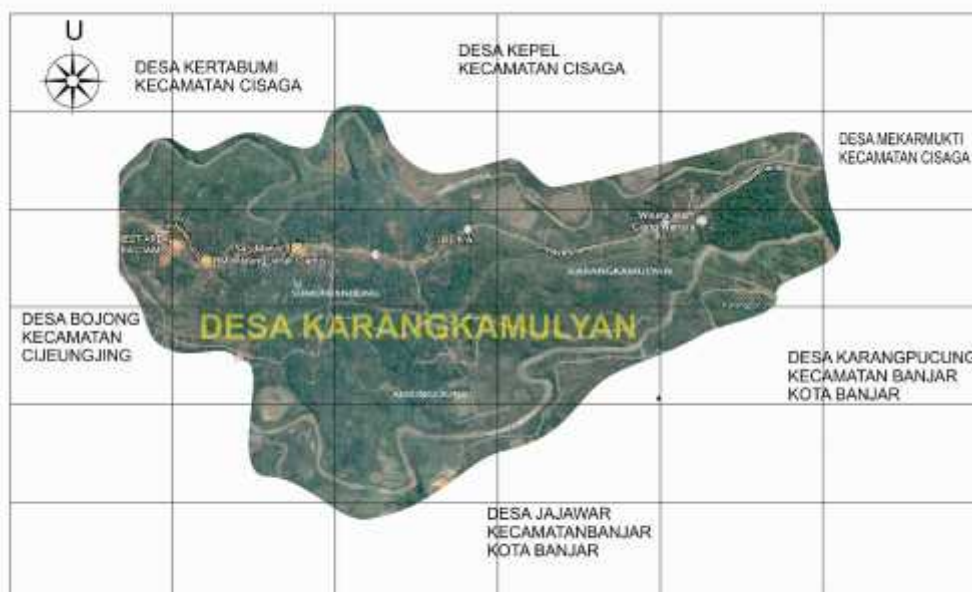 U
DESA KERTABUMI
KECAMATAN CISAGA
DESA KEPEL
KECAMATAN CISAGA
DESA MEKARMUKTI
KECAMATAN CISAGA
KARANGKAMULYAN
DESA KARANGKAMULYAN
DESA BOJONG
KECAMATAN
CIJEUNGJING
DESA KARANGPUCUNG
KECAMATAN BANJAR
KOTA BANJAR
DESA JAJAWAR
KECAMATANBANJAR
KOTA BANJAR